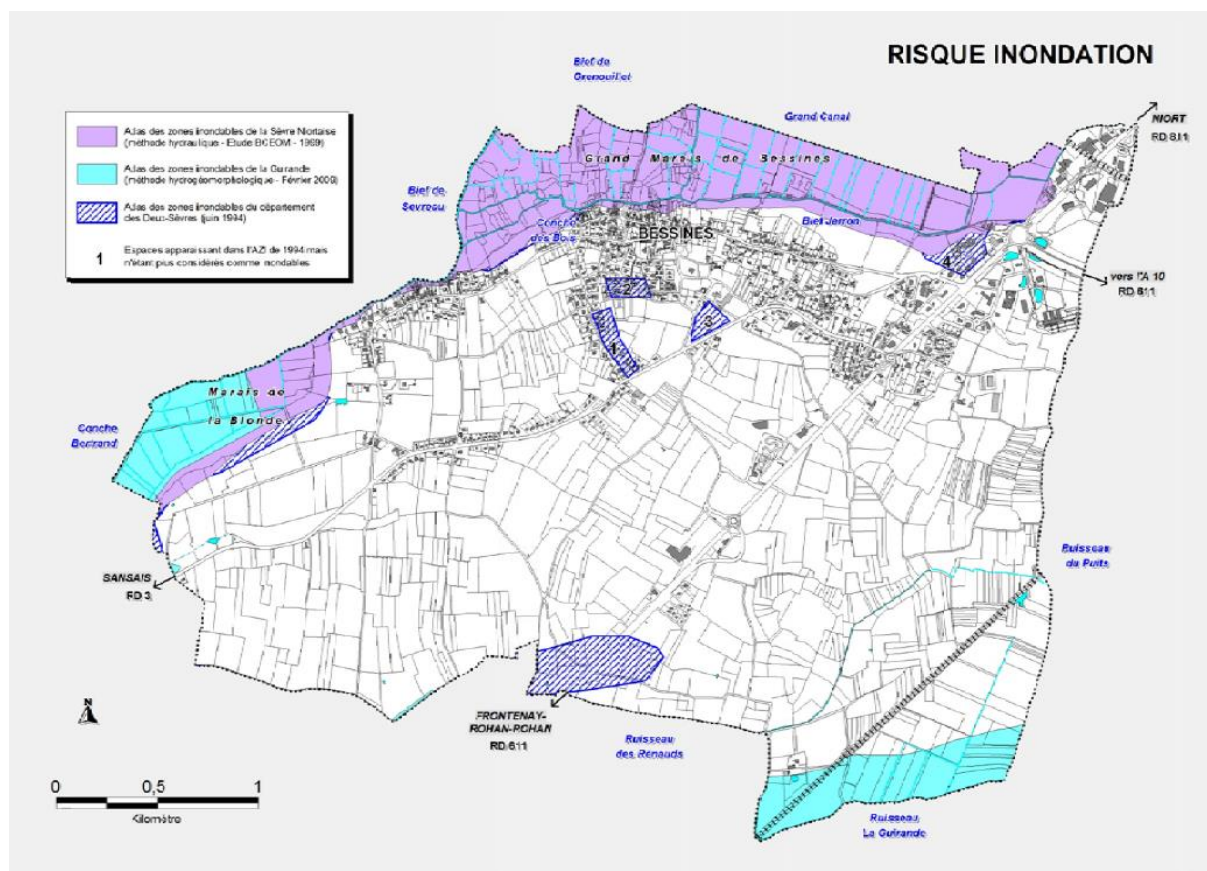 RISQUE INONDATION
Atlas des zones inondables de la Sèvre Niortaise
(méthode hydraulique - Etude BCEOM - 1999)
Atlas des zones inondables de la Guirande
(méthode hydrogéomorphologique - Février 2009)
Atlas des zones inondables du département
des Deux-Sèvres (juin 1994)
1
Espaces apparaissant dans l'AZI de 1994 mais
n'étant plus considérés comme inondables
Bief de
Grenouillet
Grand Canal
NIORT
RD 811
Grand Marais de Bessines
Bief de
Sevreau
Conche
des Bois
BESSINES
Bief Jarron
4
vers l'A 10
RD 611
2
3
1
Marais de
la Blonde
Conche
Bertrand
SANSAIS
RD 3
Ruisseau
du Puits
N
FRONTENAY-
ROHAN-ROHAN
RD 611
Ruisseau
des Renauds
Ruisseau
La Guirande
0 0,5 1
Kilomètre